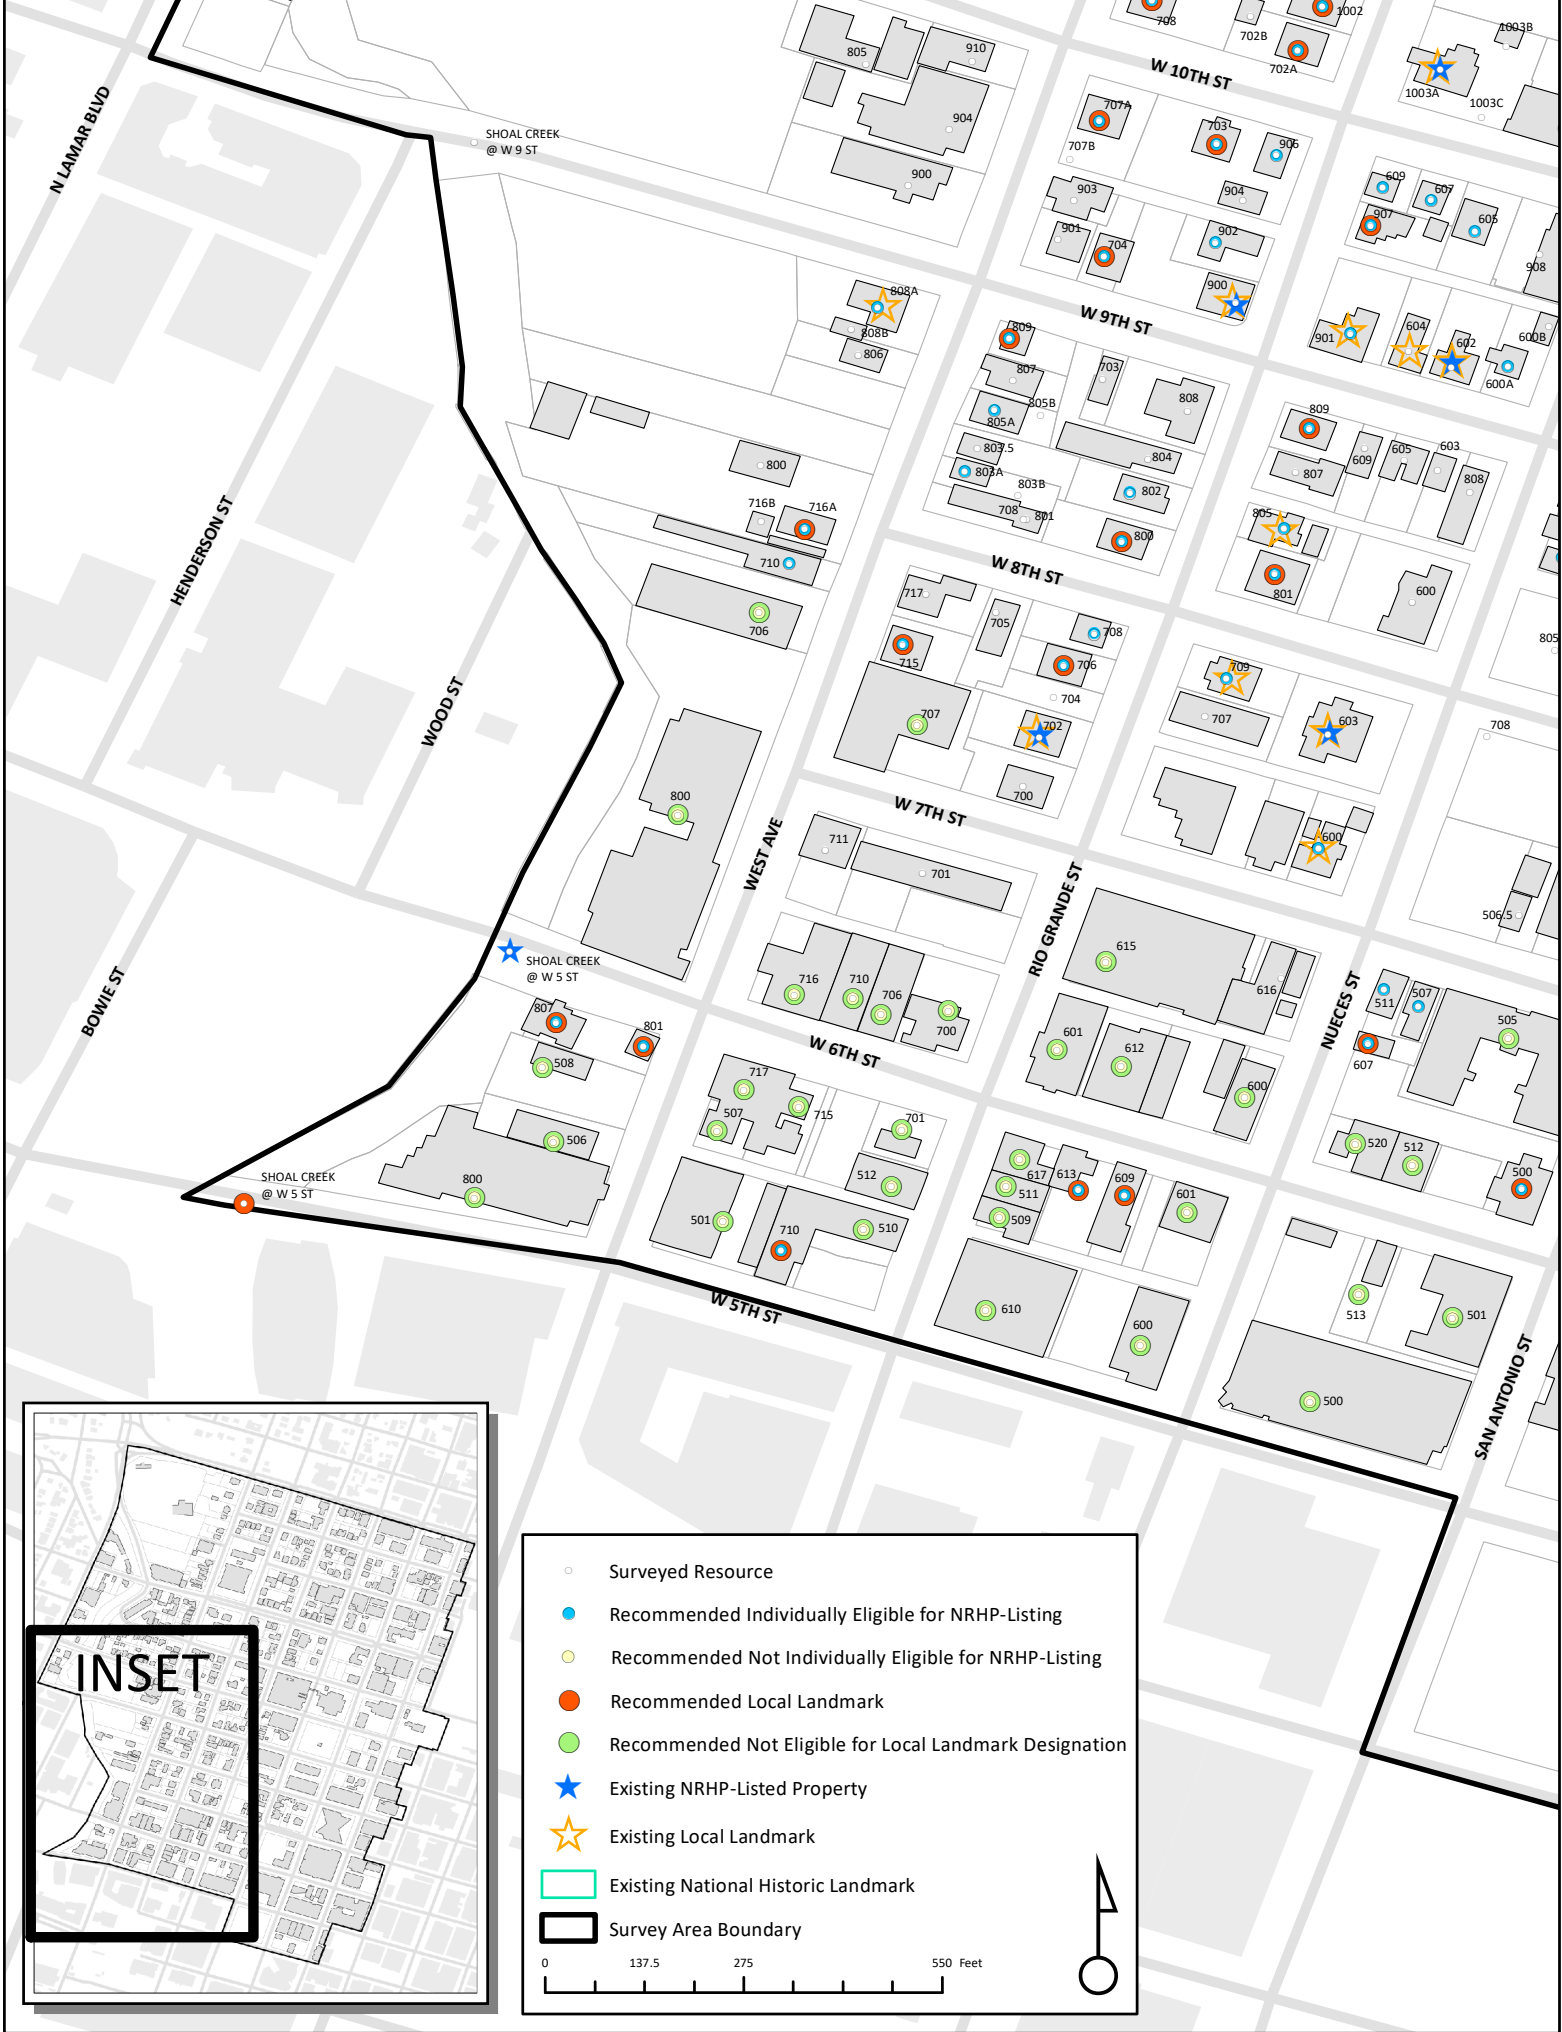 708
1002
702B
702A
1003B
1003A
1003C
805
910
904
900
W 10TH ST
N LAMAR BLVD
SHOAL CREEK
@ W 9 ST
707A
707B
703
906
903
904
901
704
902
900
609
607
907
605
908
W 9TH ST
808A
808B
806
809
807
703
805B
805A
808
803.5
803A
804
803B
802
708
801
800
901
604
602
600B
600A
809
609
605
603
807
808
805
801
600
805
800
716B
716A
710
706
HENDERSON ST
W 8TH ST
717
705
708
715
706
704
707
702
700
709
707
603
708
WOOD ST
W 7TH ST
800
WEST AVE
711
701
RIO GRANDE ST
600
506.5
BOWIE ST
SHOAL CREEK
@ W 5 ST
716
710
706
700
615
616
NUECES ST
511
507
505
607
807
801
508
W 6TH ST
601
612
600
717
507
715
701
506
800
512
617
613
609
511
509
601
520
512
500
SHOAL CREEK
@ W 5 ST
501
710
510
W 5TH ST
610
600
513
501
500
SAN ANTONIO ST
INSET
Surveyed Resource
Recommended Individually Eligible for NRHP-Listing
Recommended Not Individually Eligible for NRHP-Listing
Recommended Local Landmark
Recommended Not Eligible for Local Landmark Designation
Existing NRHP-Listed Property
Existing Local Landmark
Existing National Historic Landmark
Survey Area Boundary
0 137.5 275 550 Feet